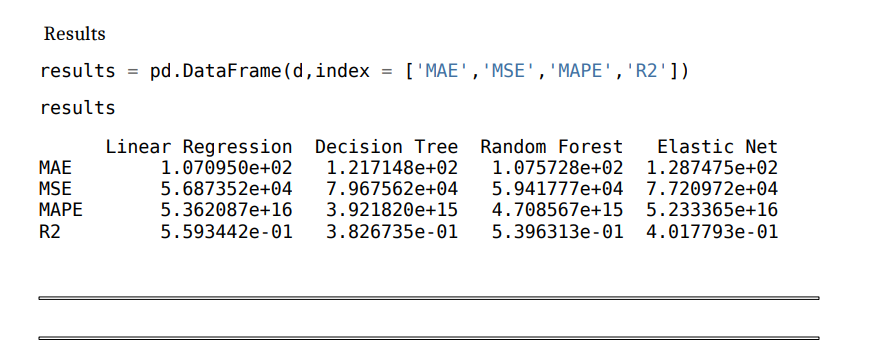 Results
results = pd.DataFrame(d,index = ['MAE','MSE','MAPE','R2'])
results
Linear Regression Decision Tree Random Forest Elastic Net
MAE 1.070950e+02 1.217148e+02 1.075728e+02 1.287475e+02
MSE 5.687352e+04 7.967562e+04 5.941777e+04 7.720972e+04
MAPE 5.362087e+16 3.921820e+15 4.708567e+15 5.233365e+16
R2 5.593442e-01 3.826735e-01 5.396313e-01 4.017793e-01